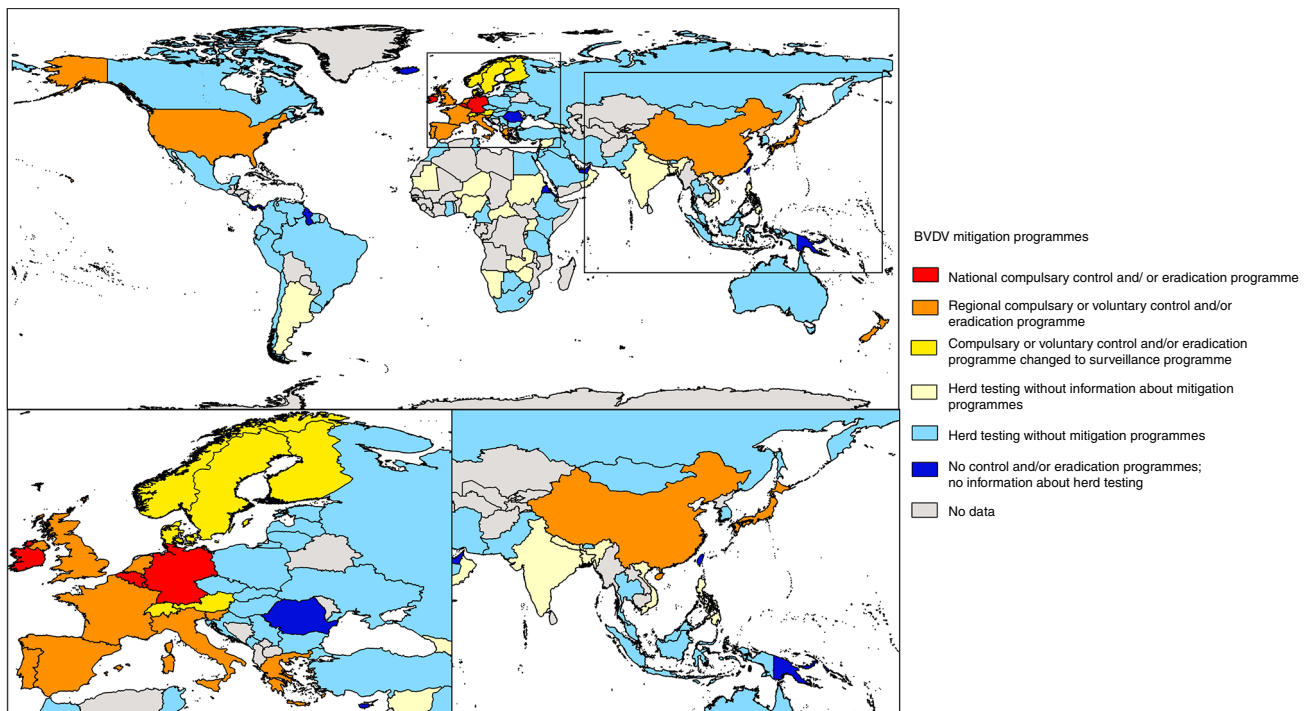 BVDV mitigation programmes
National compulsary control and/ or eradication programme
Regional compulsary or voluntary control and/or
eradication programme
Compulsary or voluntary control and/or eradication
programme changed to surveillance programme
Herd testing without information about mitigation
programmes
Herd testing without mitigation programmes
No control and/or eradication programmes;
no information about herd testing
No data